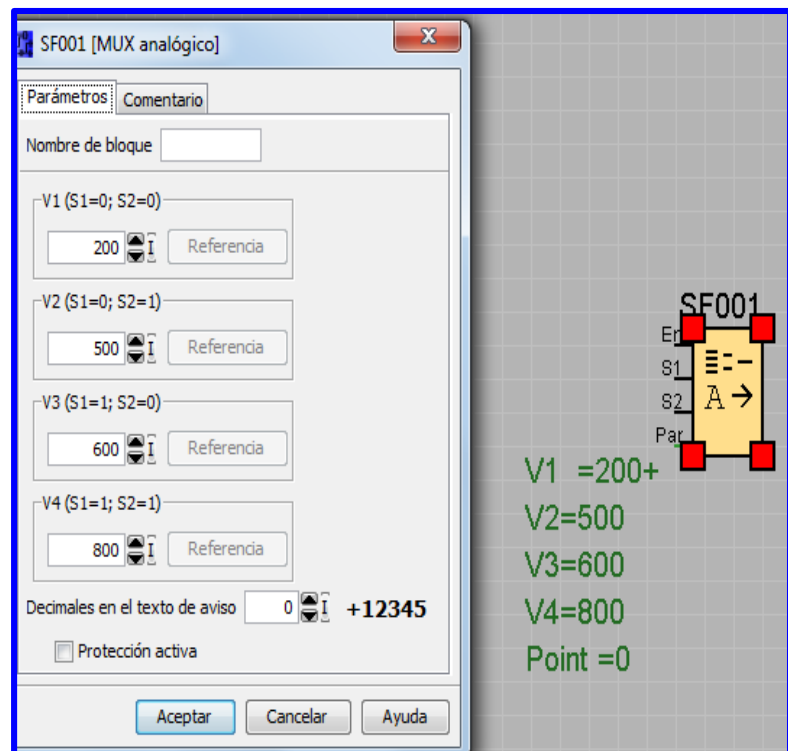 SF001 [MUX analógico]
Parámetros Comentario
Nombre de bloque
V1 (S1=0; S2=0)
200 Referencia
V2 (S1=0; S2=1)
500 Referencia
V3 (S1=1; S2=0)
600 Referencia
V4 (S1=1; S2=1)
800 Referencia
Decimales en el texto de aviso 0 +12345
Protección activa
Aceptar Cancelar Ayuda
SF001
En
S1
S2
A
Par
V1 =200+
V2=500
V3=600
V4=800
Point =0